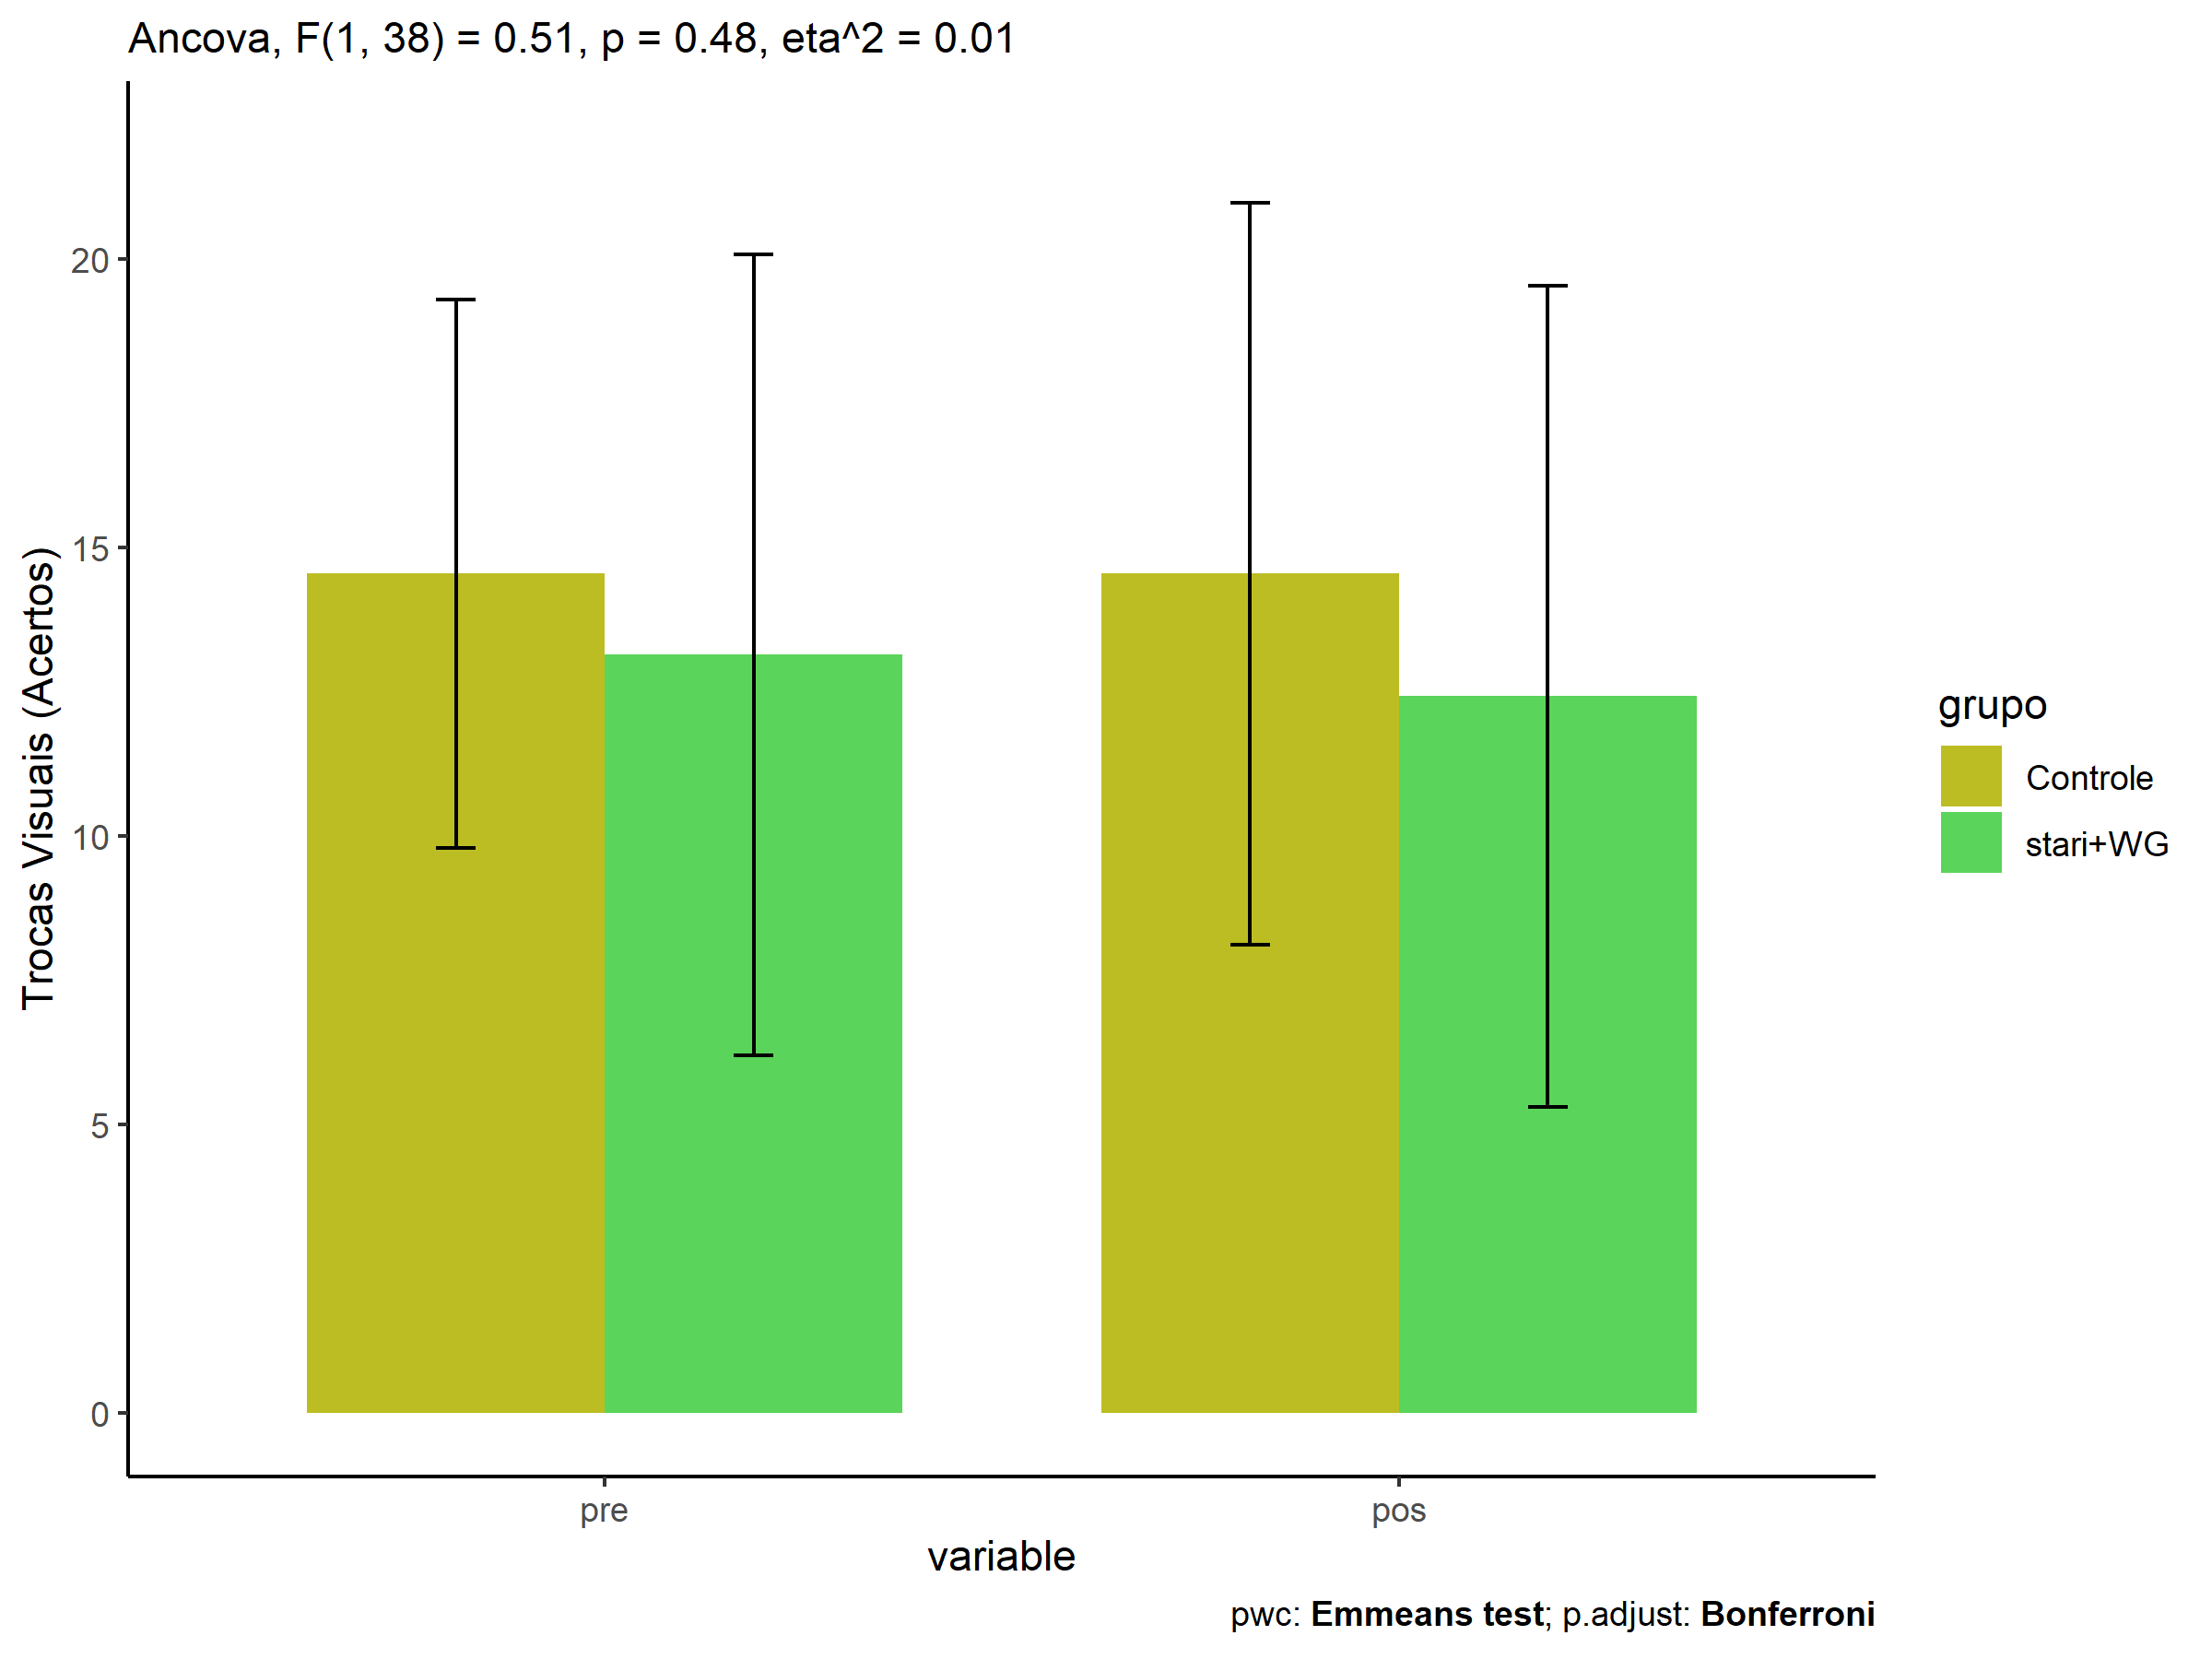 Ancova, F(1, 38) = 0.51, p = 0.48, eta^2 = 0.01
Trocas Visuais (Acertos)
20
15
10
5
0
pre
pos
variable
grupo
Controle
stari+WG
pwc: Emmeans test; p.adjust: Bonferroni